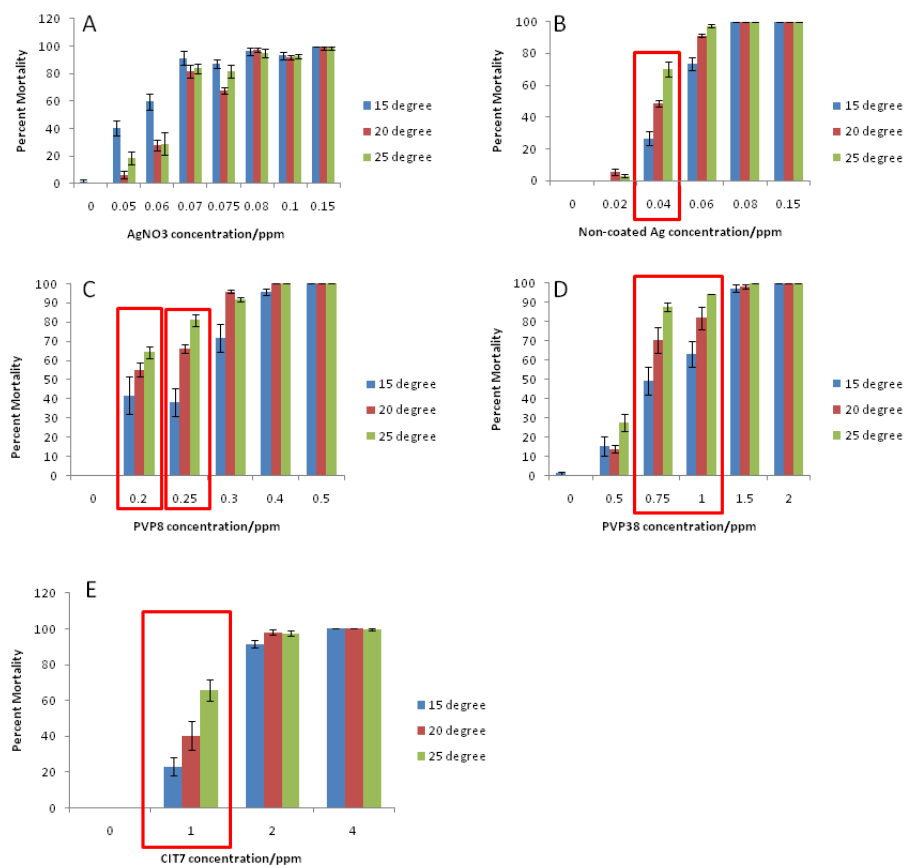 A
Percent Mortality
120
100
80
60
40
20
0
0 0.05 0.06 0.07 0.075 0.08 0.1 0.15
AgNO3 concentration/ppm
15 degree
20 degree
25 degree
B
Percent Mortality
100
80
60
40
20
0
0 0.02 0.04 0.06 0.08 0.15
Non-coated Ag concentration/ppm
15 degree
20 degree
25 degree
C
Percent Mortality
100
90
80
70
60
50
40
30
20
10
0
0 0.2 0.25 0.3 0.4 0.5
PVP8 concentration/ppm
15 degree
20 degree
25 degree
D
Percent Mortality
100
90
80
70
60
50
40
30
20
10
0
0 0.5 0.75 1 1.5 2
PVP38 concentration/ppm
15 degree
20 degree
25 degree
E
Percent Mortality
120
100
80
60
40
20
0
0 1 2 4
CIT7 concentration/ppm
15 degree
20 degree
25 degree